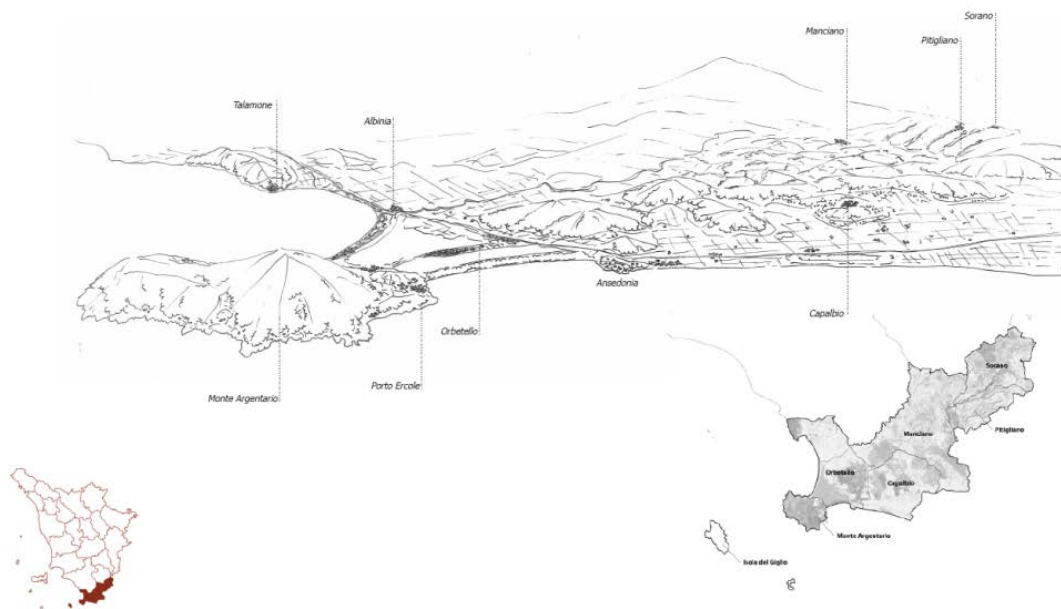 Sorano
Manciano
Pitigliano
Talamone
Albinia
Ansedonia
Capalbio
Orbetello
Porto Ercole
Monte Argentario
Sorano
Pitigliano
Manciano
Orbetello
Capalbio
Monte Argentario
Isola del Giglio